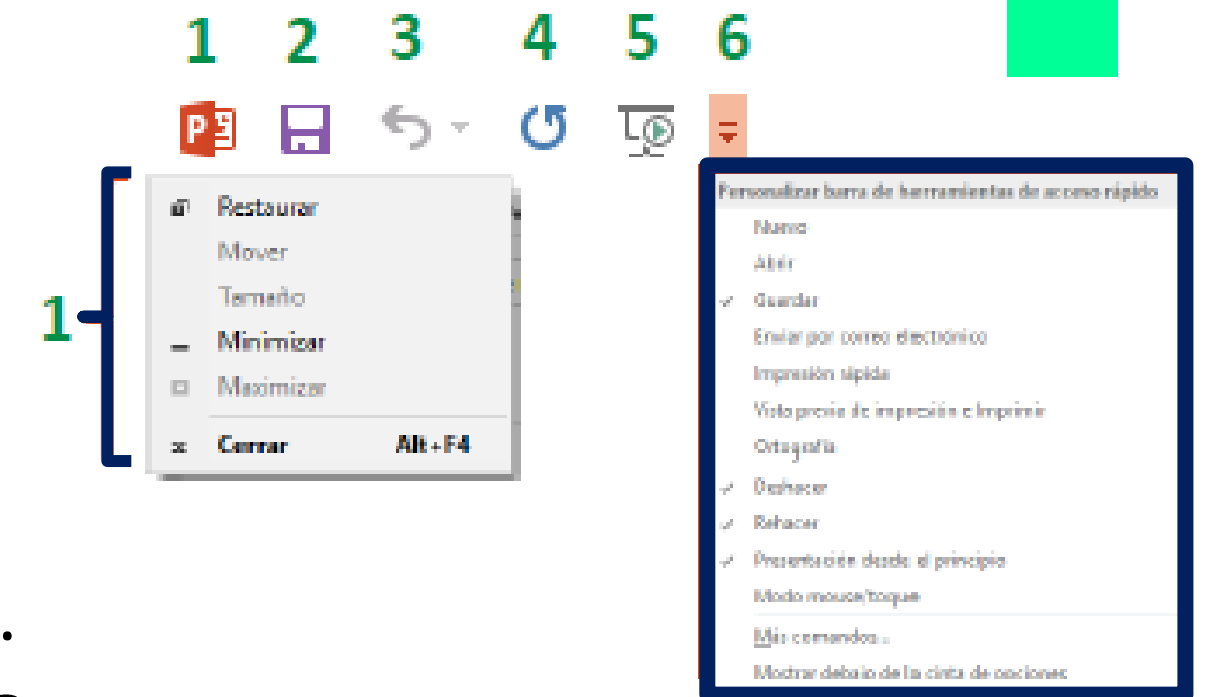 1 2 3 4 5 6
P
1
Restaurar
Mover
Tamaño
Minimizar
Maximizar
Cerrar Alt+F4
Personalizar barra de herramientas de acceso rápido
Nuevo
Abrir
Guardar
Enviar por correo electrónico
Impresión rápida
Vista previa de impresión e Imprimir
Ortografía
Deshacer
Rehacer
Presentación desde el principio
Modo mouse/toque
Más comandos...
Mostrar debajo de la cinta de opciones